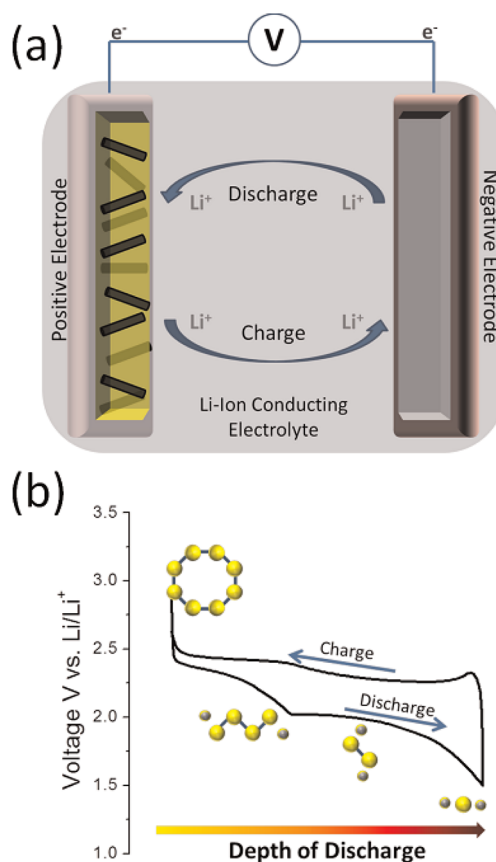 (a)
e-
V
e-
Positive Electrode
Discharge
Li+
Li+
Li+
Li+
Charge
Li-Ion Conducting
Electrolyte
Negative Electrode
(b)
Voltage V vs. Li/Li+
3.5
3.0
2.5
2.0
1.5
1.0
Charge
Discharge
Depth of Discharge